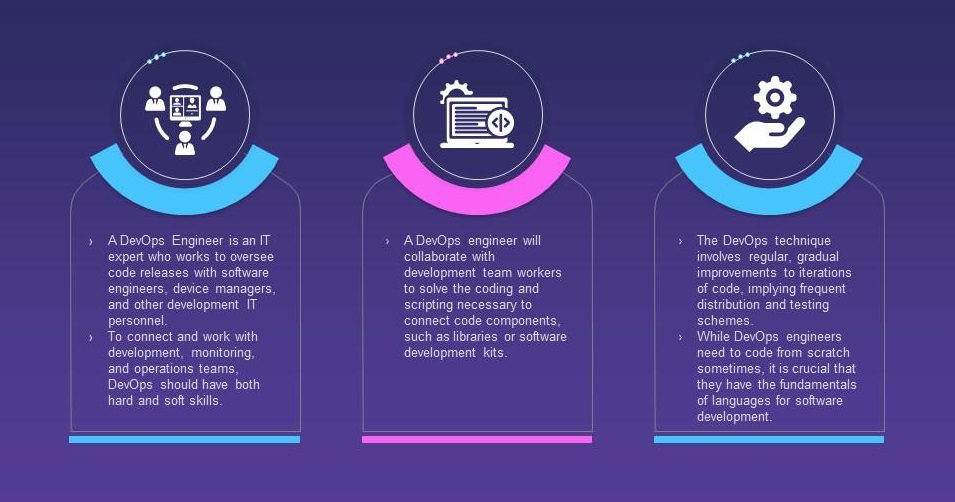 › A DevOps Engineer is an IT
expert who works to oversee
code releases with software
engineers, device managers,
and other development IT
personnel.
› To connect and work with
development, monitoring,
and operations teams,
DevOps should have both
hard and soft skills.
› A DevOps engineer will
collaborate with
development team workers
to solve the coding and
scripting necessary to
connect code components,
such as libraries or software
development kits.
› The DevOps technique
involves regular, gradual
improvements to iterations
of code, implying frequent
distribution and testing
schemes.
› While DevOps engineers
need to code from scratch
sometimes, it is crucial that
they have the fundamentals
of languages for software
development.